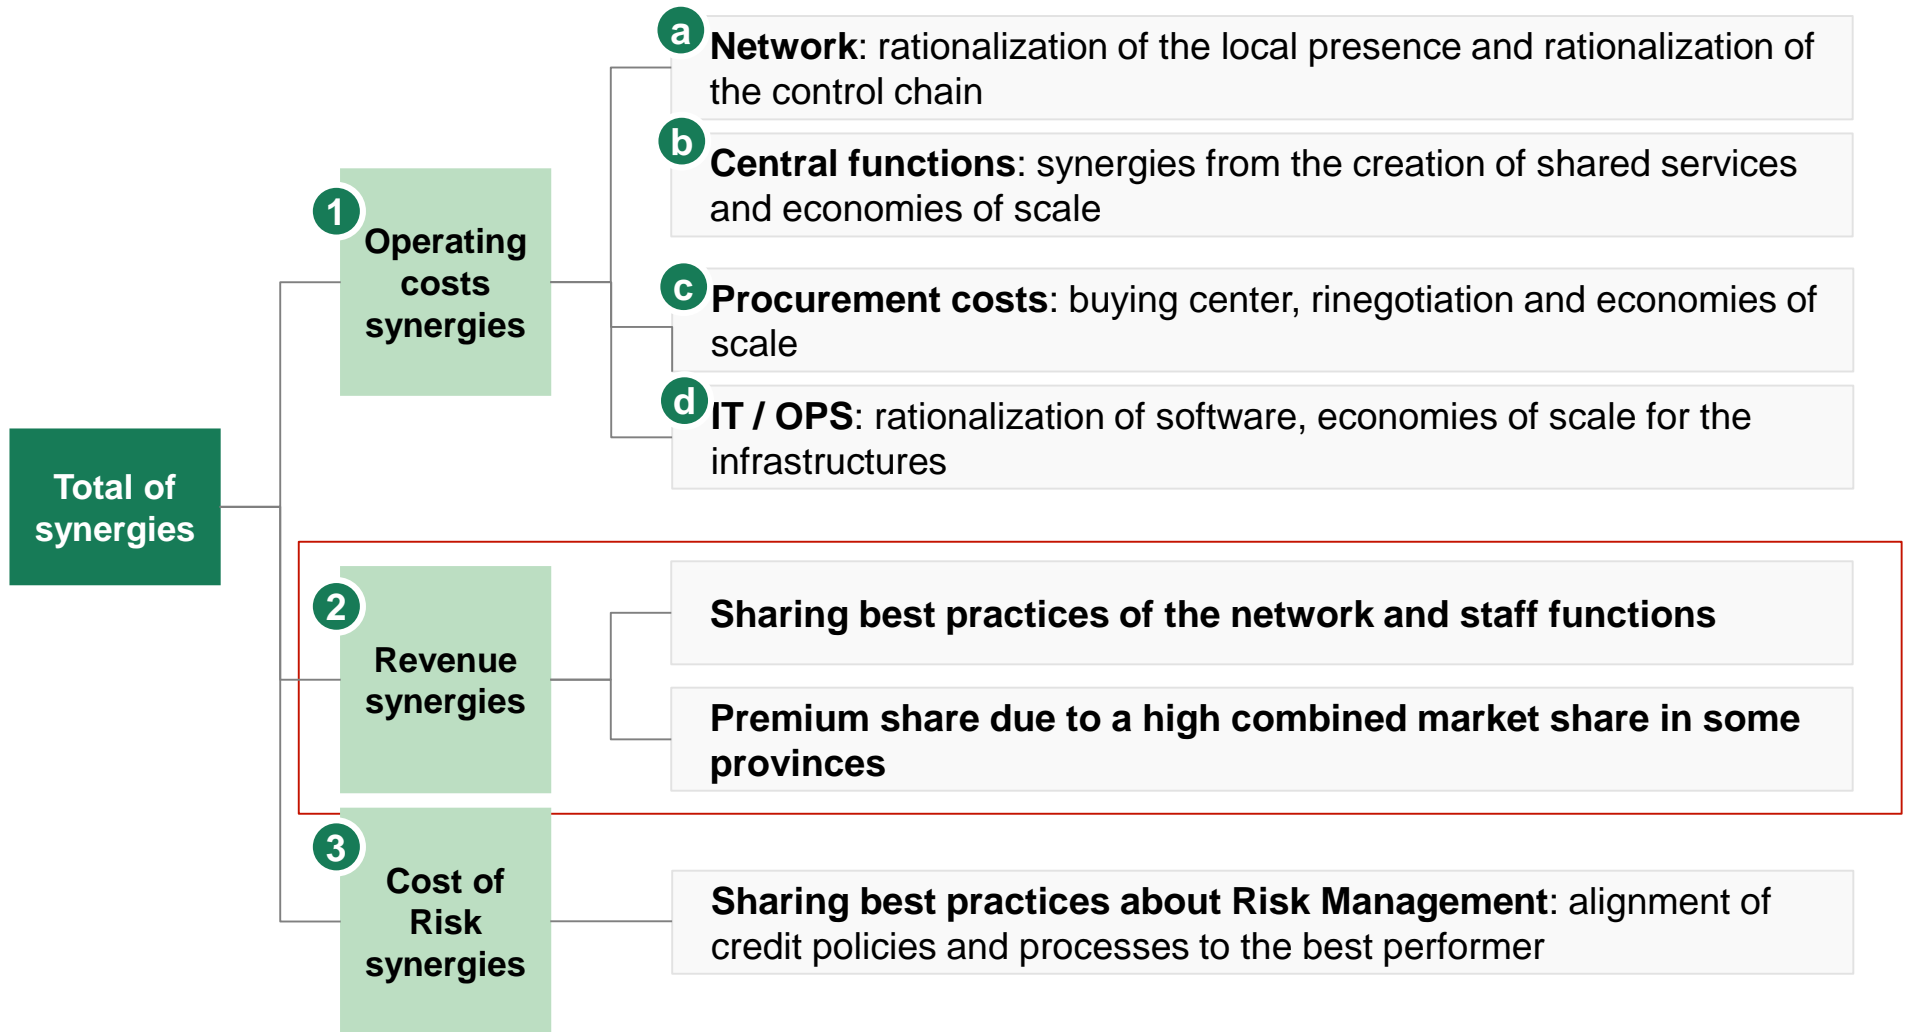 Total of
synergies
1
Operating
costs
synergies
a
Network: rationalization of the local presence and rationalization of
the control chain
b
Central functions: synergies from the creation of shared services
and economies of scale
c
Procurement costs: buying center, rinegotiation and economies of
scale
d
IT / OPS: rationalization of software, economies of scale for the
infrastructures
2
Revenue
synergies
Sharing best practices of the network and staff functions
Premium share due to a high combined market share in some
provinces
3
Cost of
Risk
synergies
Sharing best practices about Risk Management: alignment of
credit policies and processes to the best performer